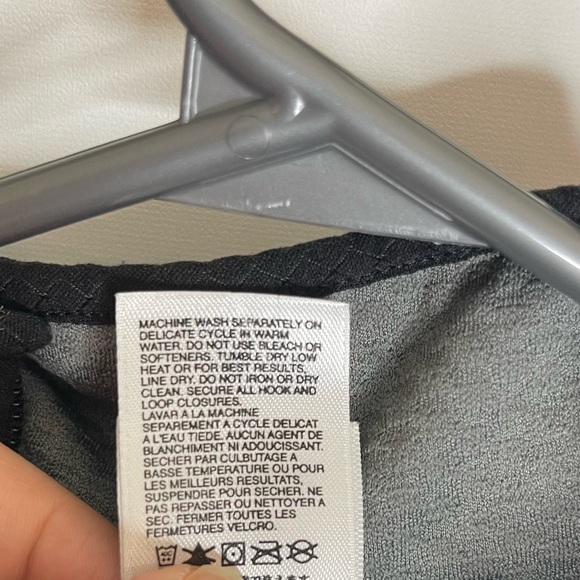 MACHINE WASH SEPARATELY ON
DELICATE CYCLE IN WARM
WATER. DO NOT USE BLEACH OR
SOFTENERS. TUMBLE DRY LOW
HEAT OR FOR BEST RESULTS,
LINE DRY. DO NOT IRON OR DRY
CLEAN. SECURE ALL HOOK AND
LOOP CLOSURES.
LAVAR A LA MACHINE
SEPAREMENT A CYCLE DELICAT
A L'EAU TIEDE. AUCUN AGENT DE
BLANCHIMENT NI ADOUCISSANT.
SECHER PAR CULBUTAGE A
BASSE TEMPERATURE OU POUR
LES MEILLEURS RESULTATS,
SUSPENDRE POUR SECHER. NE
PAS REPASSER OU NETTOYER A
SEC. FERMER TOUTES LES
FERMETURES VELCRO.